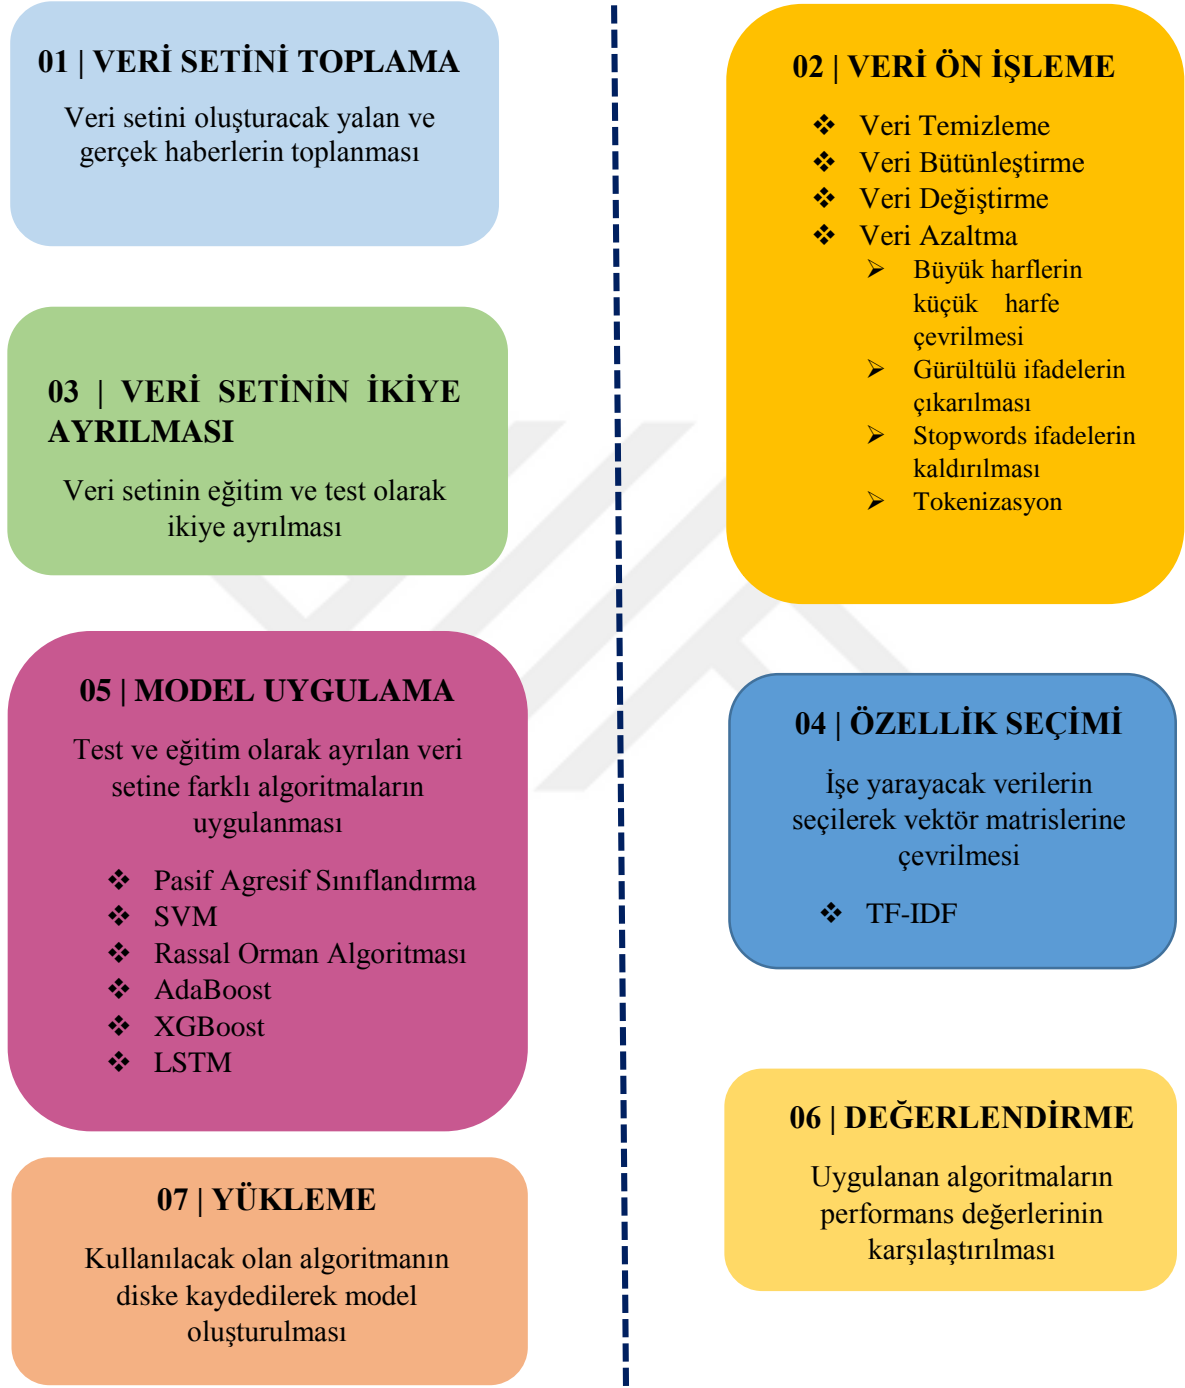 01 | VERİ SETİNİ TOPLAMA
Veri setini oluşturacak yalan ve
gerçek haberlerin toplanması
02 | VERİ ÖN İŞLEME
❖ Veri Temizleme
❖ Veri Bütünleştirme
❖ Veri Değiştirme
❖ Veri Azaltma
➢ Büyük harflerin
küçük harfe
çevrilmesi
➢ Gürültülü ifadelerin
çıkarılması
➢ Stopwords ifadelerin
kaldırılması
➢ Tokenizasyon
03 | VERİ SETİNİN İKİYE
AYRILMASI
Veri setinin eğitim ve test olarak
ikiye ayrılması
04 | ÖZELLİK SEÇİMİ
İşe yarayacak verilerin
seçilerek vektör matrislerine
çevrilmesi
❖ TF-IDF
05 | MODEL UYGULAMA
Test ve eğitim olarak ayrılan veri
setine farklı algoritmaların
uygulanması
❖ Pasif Agresif Sınıflandırma
❖ SVM
❖ Rassal Orman Algoritması
❖ AdaBoost
❖ XGBoost
❖ LSTM
06 | DEĞERLENDİRME
Uygulanan algoritmaların
performans değerlerinin
karşılaştırılması
07 | YÜKLEME
Kullanılacak olan algoritmanın
diske kaydedilerek model
oluşturulması